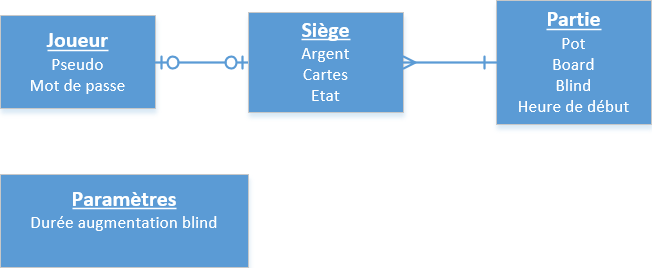 Joueur
Pseudo
Mot de passe
Siège
Argent
Cartes
Etat
Partie
Pot
Board
Blind
Heure de début
Paramètres
Durée augmentation blind